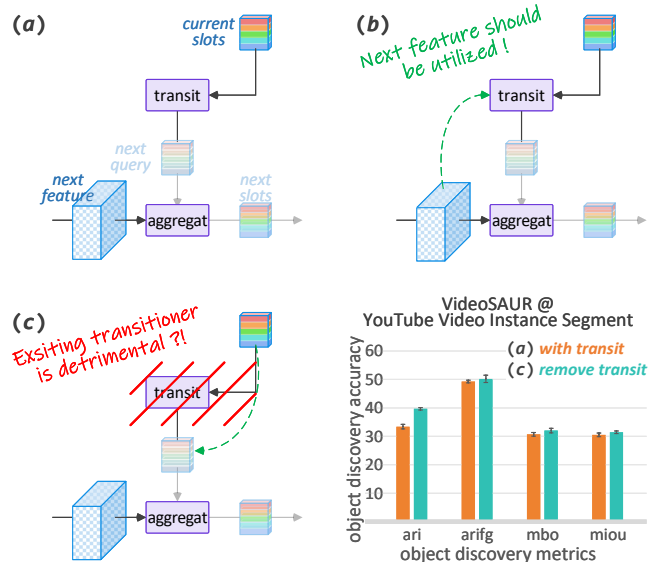 (a)
current
slots
transit
next
query
next
feature
next
slots
aggregat
(b)
Next feature should
be utilized !
transit
aggregat
(c)
Exsiting transitioner
is detrimental ?!
transit
aggregat
VideoSAUR @
YouTube Video Instance Segment
object discovery accuracy
60
50
40
30
20
10
(a) with transit
(c) remove transit
ari arifg mbo miou
object discovery metrics